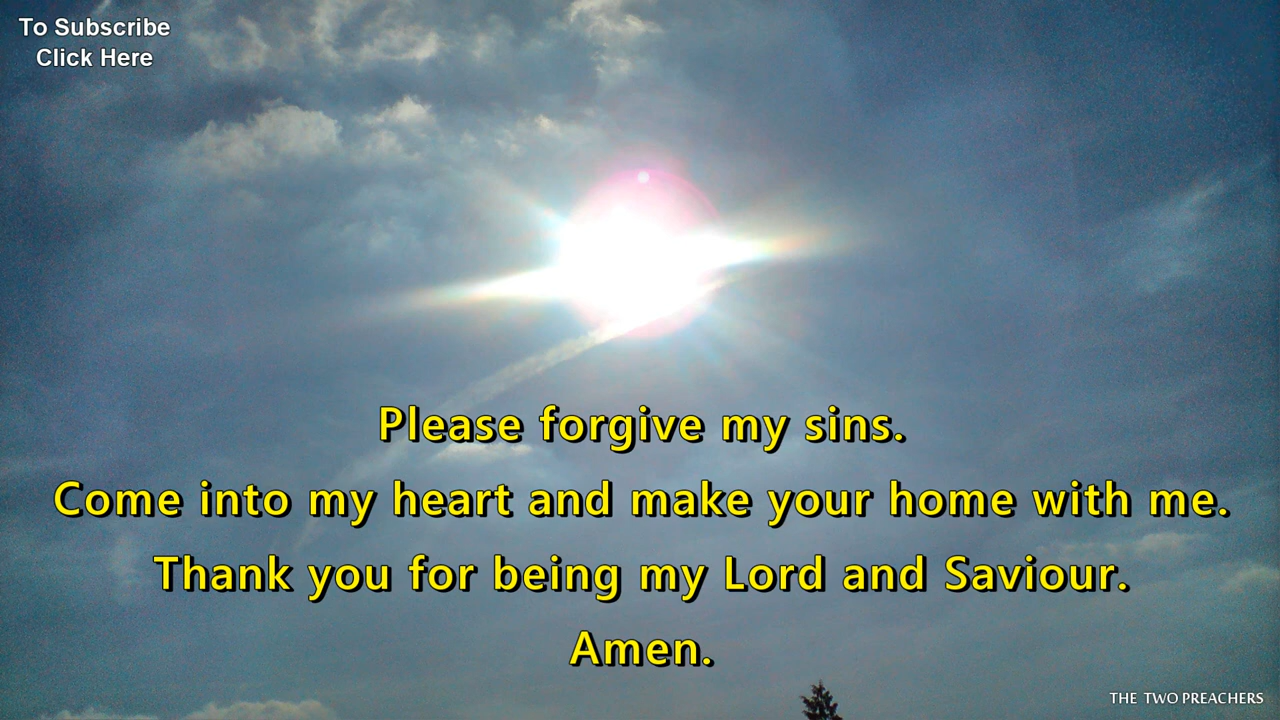 To Subscribe
Click Here
Please forgive my sins.
Come into my heart and make your home with me.
Thank you for being my Lord and Saviour.
Amen.
THE TWO PREACHERS